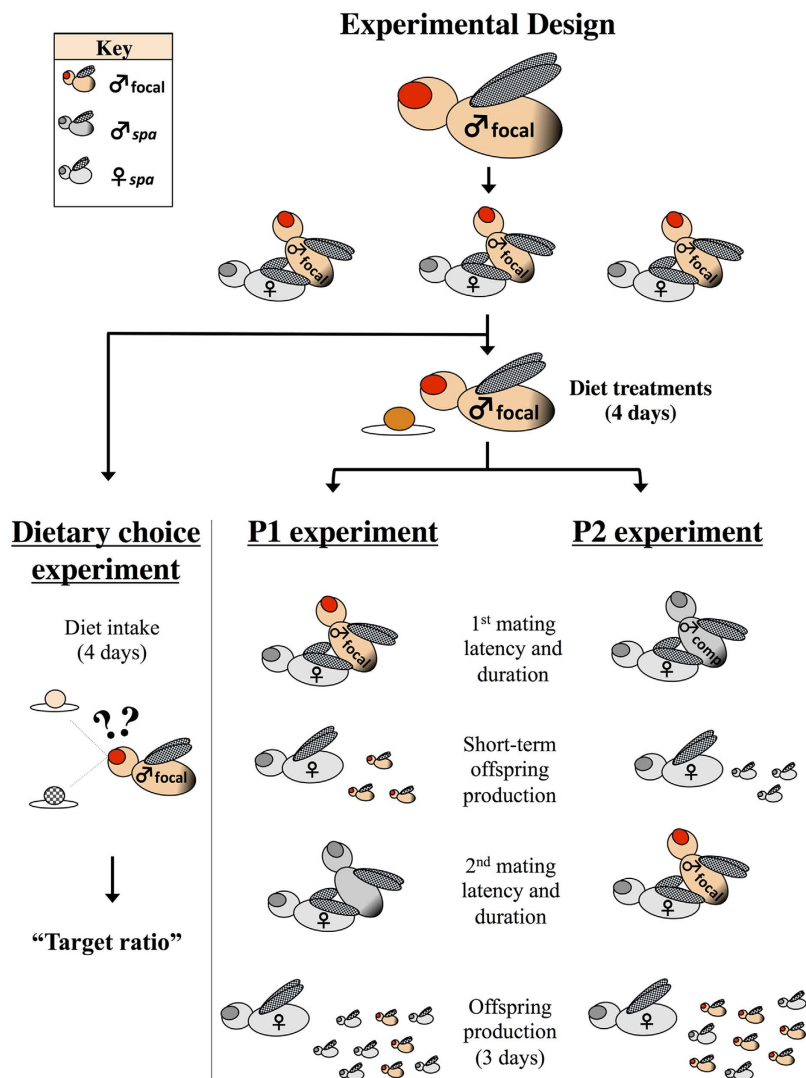 Experimental Design
Key
♂ focal
♂ spa
♀ spa
♂ focal
♂ focal
♀
♂ focal
♀
♂ focal
♀
♂ focal
Diet treatments
(4 days)
Dietary choice
experiment
Diet intake
(4 days)
??
♂ focal
“Target ratio”
P1 experiment
P2 experiment
♂ focal
♀
1st mating
latency and
duration
♂ comp
♀
♀
Short-term
offspring
production
♀
♀
2nd mating
latency and
duration
♂ focal
♀
♀
Offspring
production
(3 days)
♀